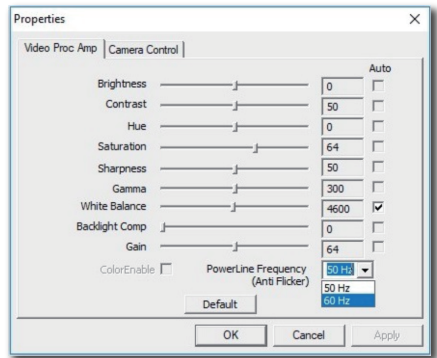 Properties
Video Proc Amp Camera Control
Auto
Brightness 0
Contrast 50
Hue 0
Saturation 64
Sharpness 50
Gamma 300
White Balance 4600
Backlight Comp 0
Gain 64
ColorEnable PowerLine Frequency 50 Hz
(Anti Flicker)
50 Hz
60 Hz
Default
OK Cancel Apply